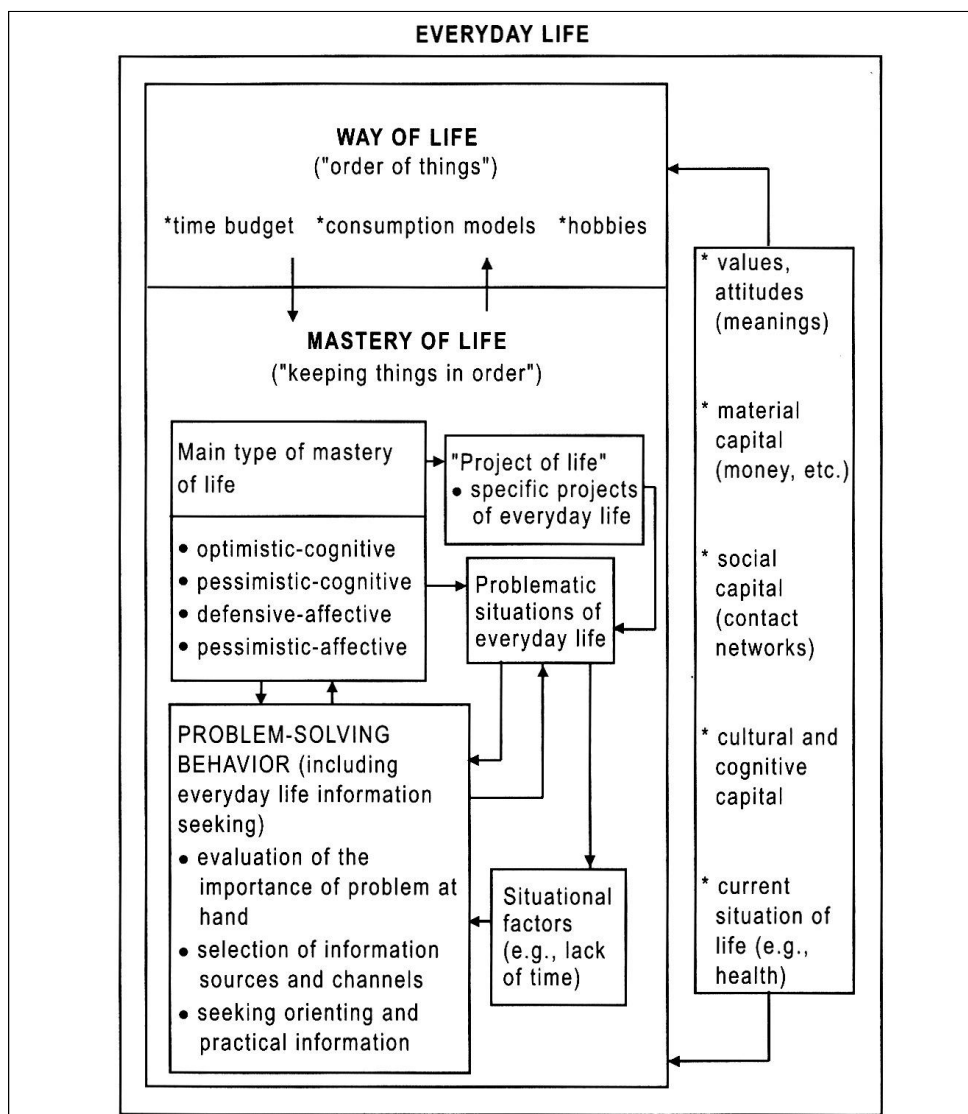 EVERYDAY LIFE
WAY OF LIFE
("order of things")
*time budget *consumption models *hobbies
MASTERY OF LIFE
("keeping things in order")
Main type of mastery
of life
• optimistic-cognitive
• pessimistic-cognitive
• defensive-affective
• pessimistic-affective
"Project of life"
• specific projects
of everyday life
Problematic
situations of
everyday life
PROBLEM-SOLVING
BEHAVIOR (including
everyday life information
seeking)
• evaluation of the
importance of problem at
hand
• selection of information
sources and channels
• seeking orienting and
practical information
Situational
factors
(e.g., lack
of time)
* values,
attitudes
(meanings)
* material
capital
(money, etc.)
* social
capital
(contact
networks)
* cultural and
cognitive
capital
* current
situation of
life (e.g.,
health)